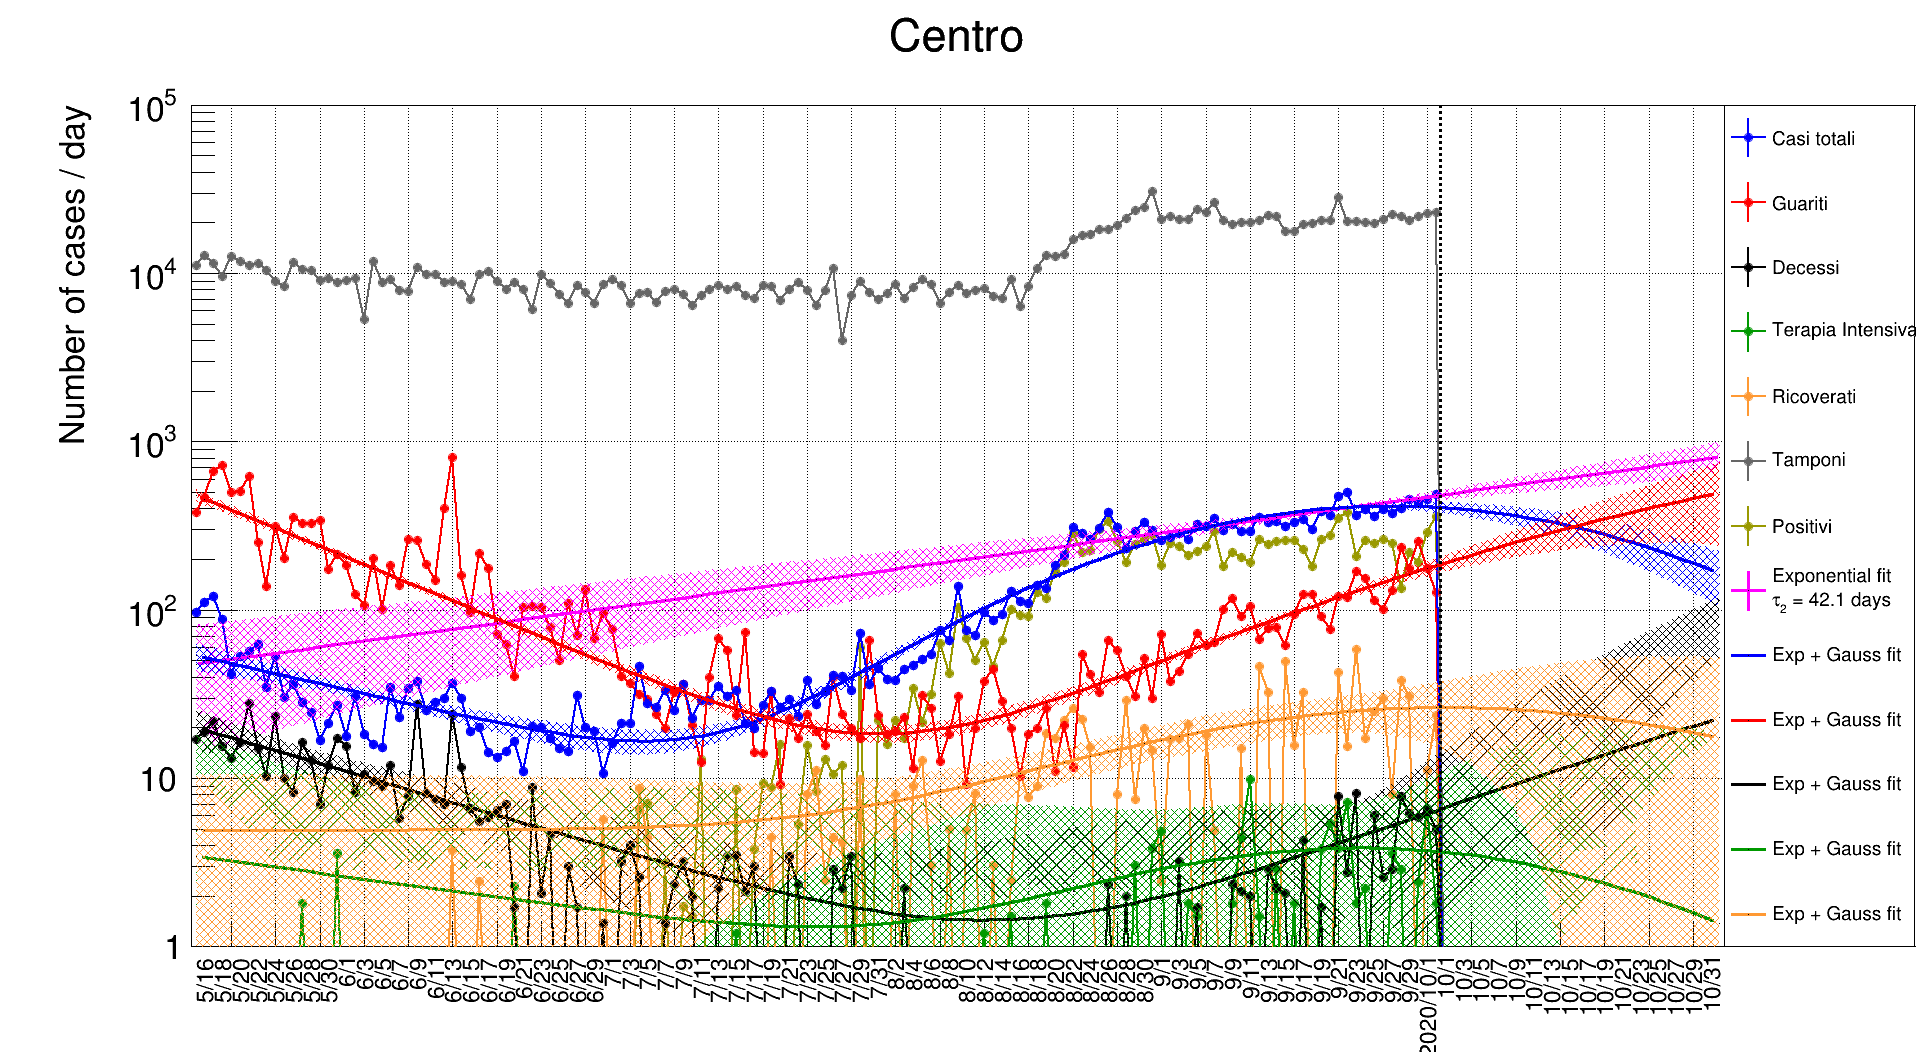 Centro
Number of cases / day
10^5
10^4
10^3
10^2
10
1
5/16 5/18 5/20 5/22 5/24 5/26 5/28 5/30 6/1 6/3 6/5 6/7 6/9 6/11 6/13 6/15 6/17 6/19 6/21 6/23 6/25 6/27 6/29 7/1 7/3 7/5 7/7 7/9 7/11 7/13 7/15 7/17 7/19 7/21 7/23 7/25 7/27 7/29 7/31 8/2 8/4 8/6 8/8 8/10 8/12 8/14 8/16 8/18 8/20 8/22 8/24 8/26 8/28 8/30 9/1 9/3 9/5 9/7 9/9 9/11 9/13 9/15 9/17 9/19 9/21 9/23 9/25 9/27 9/29 2020/10/1 10/1 10/3 10/5 10/7 10/9 10/11 10/13 10/15 10/17 10/19 10/21 10/23 10/25 10/27 10/29 10/31
Casi totali
Guariti
Decessi
Terapia Intensiva
Ricoverati
Tamponi
Positivi
Exponential fit
τ₂ = 42.1 days
Exp + Gauss fit
Exp + Gauss fit
Exp + Gauss fit
Exp + Gauss fit
Exp + Gauss fit